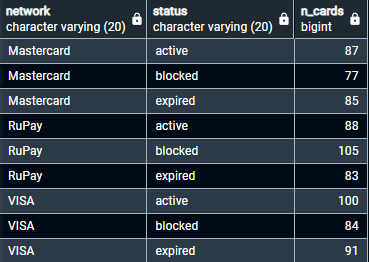 network status n_cards
character varying (20) character varying (20) bigint
Mastercard active 87
Mastercard blocked 77
Mastercard expired 85
RuPay active 88
RuPay blocked 105
RuPay expired 83
VISA active 100
VISA blocked 84
VISA expired 91